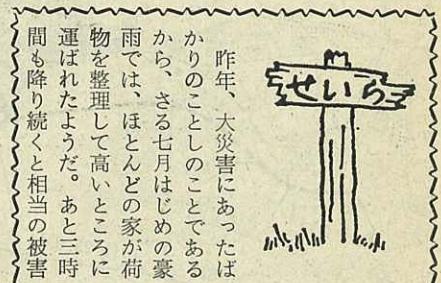 せいら
昨年、大災害にあったば
かりのことしのことである
から、さる七月はじめの豪
雨では、ほとんどの家が荷
物を整理して高いところに
運ばれたようだ。あと三時
間も降り続くと相当の被害